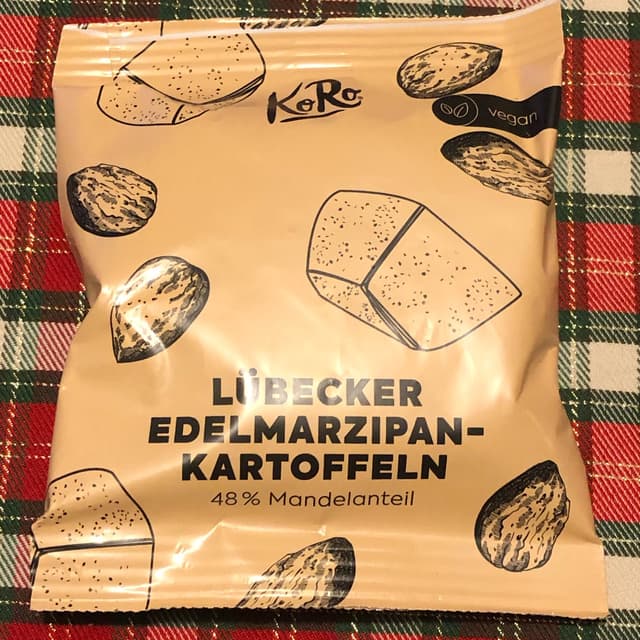 KoRo
vegan
LÜBECKER
EDELMARZIPAN-
KARTOFFELN
48 % Mandelanteil